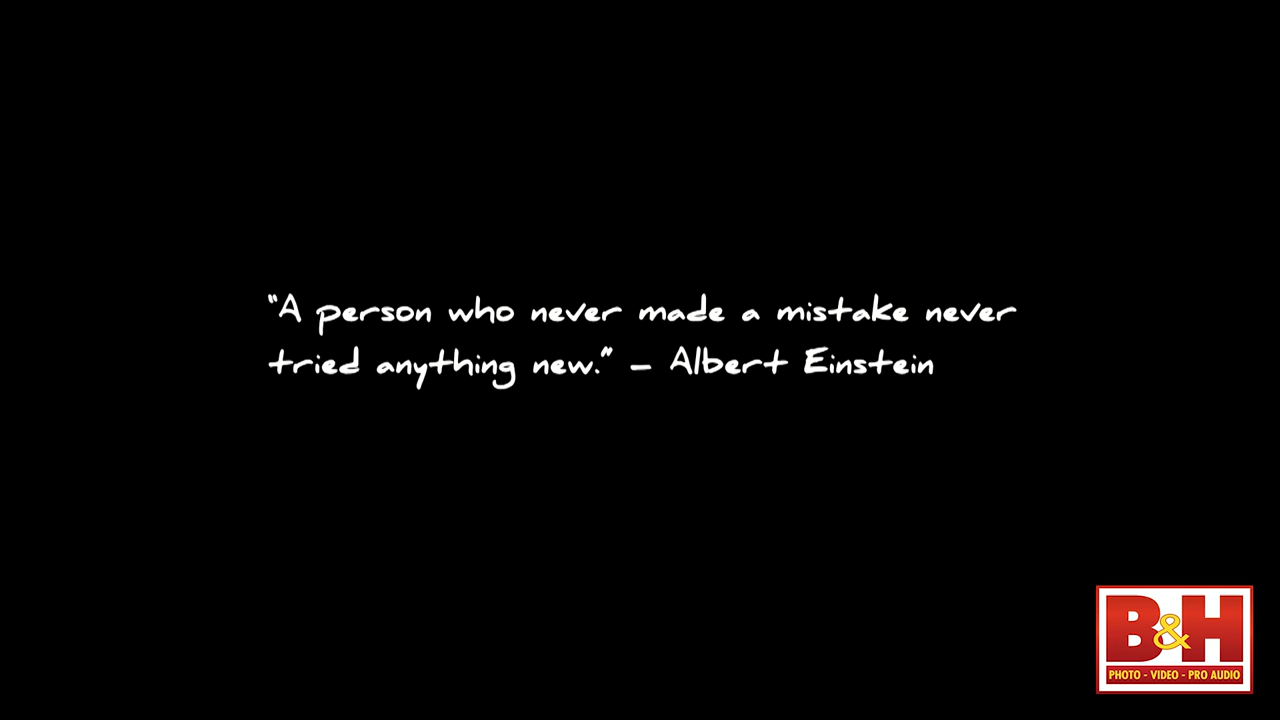 "A person who never made a mistake never
tried anything new." – Albert Einstein
B&H
PHOTO - VIDEO - PRO AUDIO